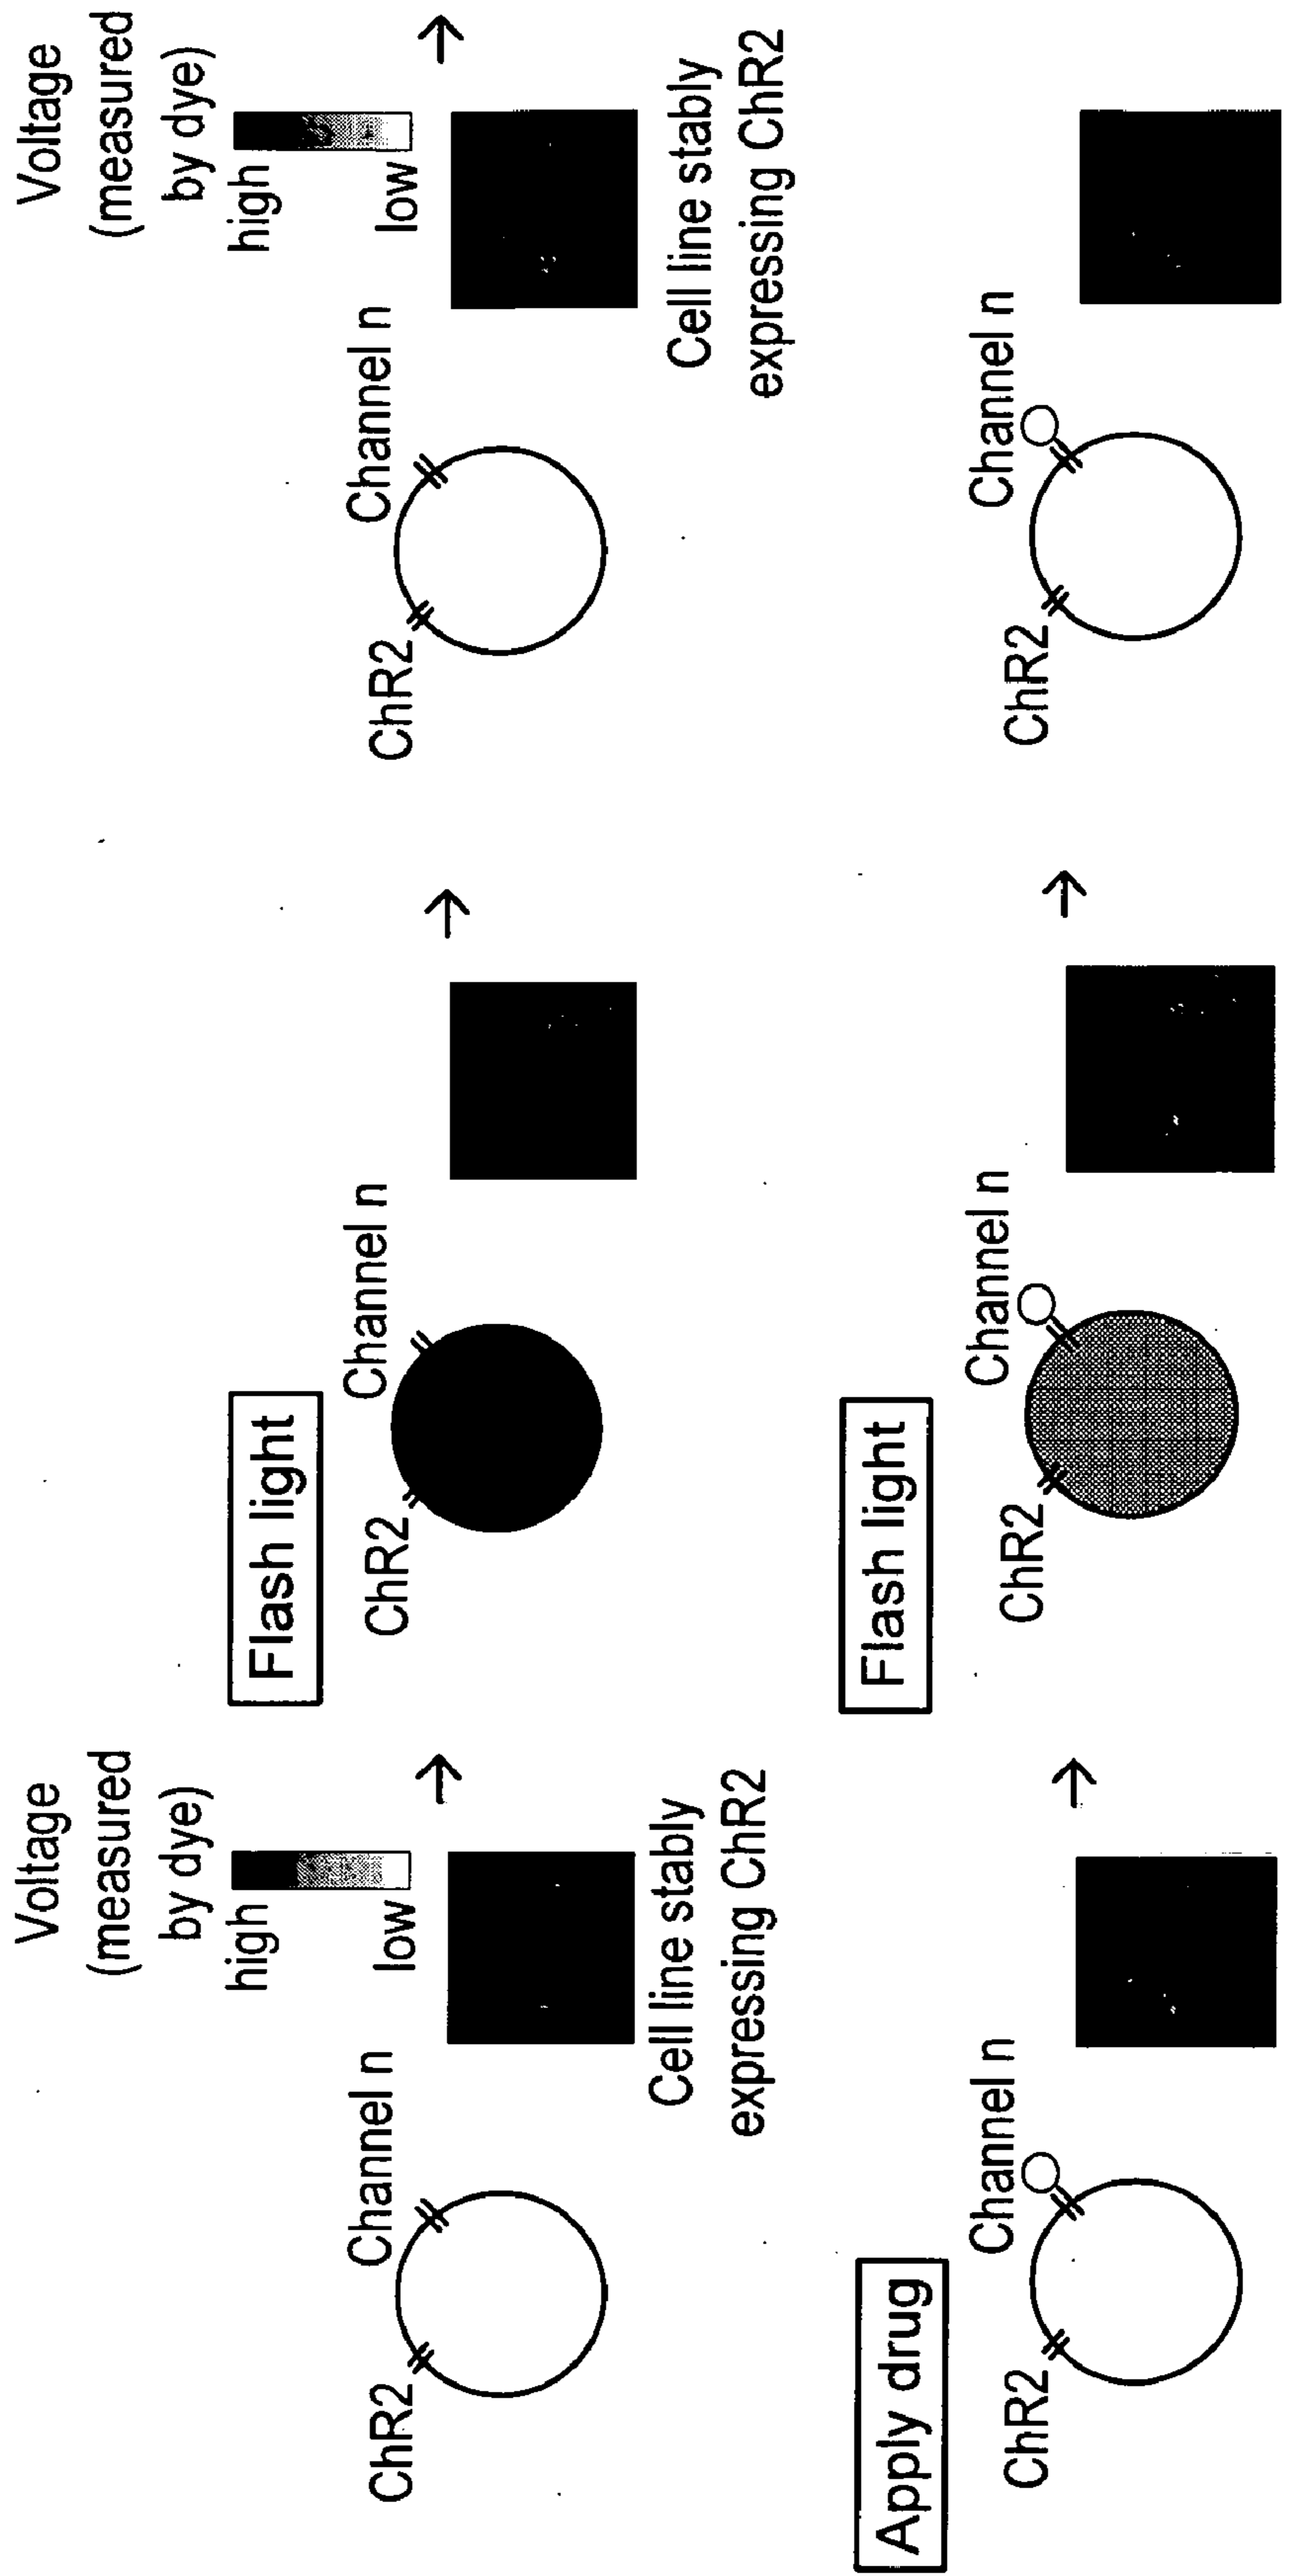 Voltage
(measured
by dye)
high
low
Channel n
ChR2
Cell line stably
expressing ChR2
Flash light
Channel n
ChR2
Voltage
(measured
by dye)
high
low
Channel n
ChR2
Cell line stably
expressing ChR2
Apply drug
Channel n
ChR2
Flash light
Channel n
ChR2
Channel n
ChR2